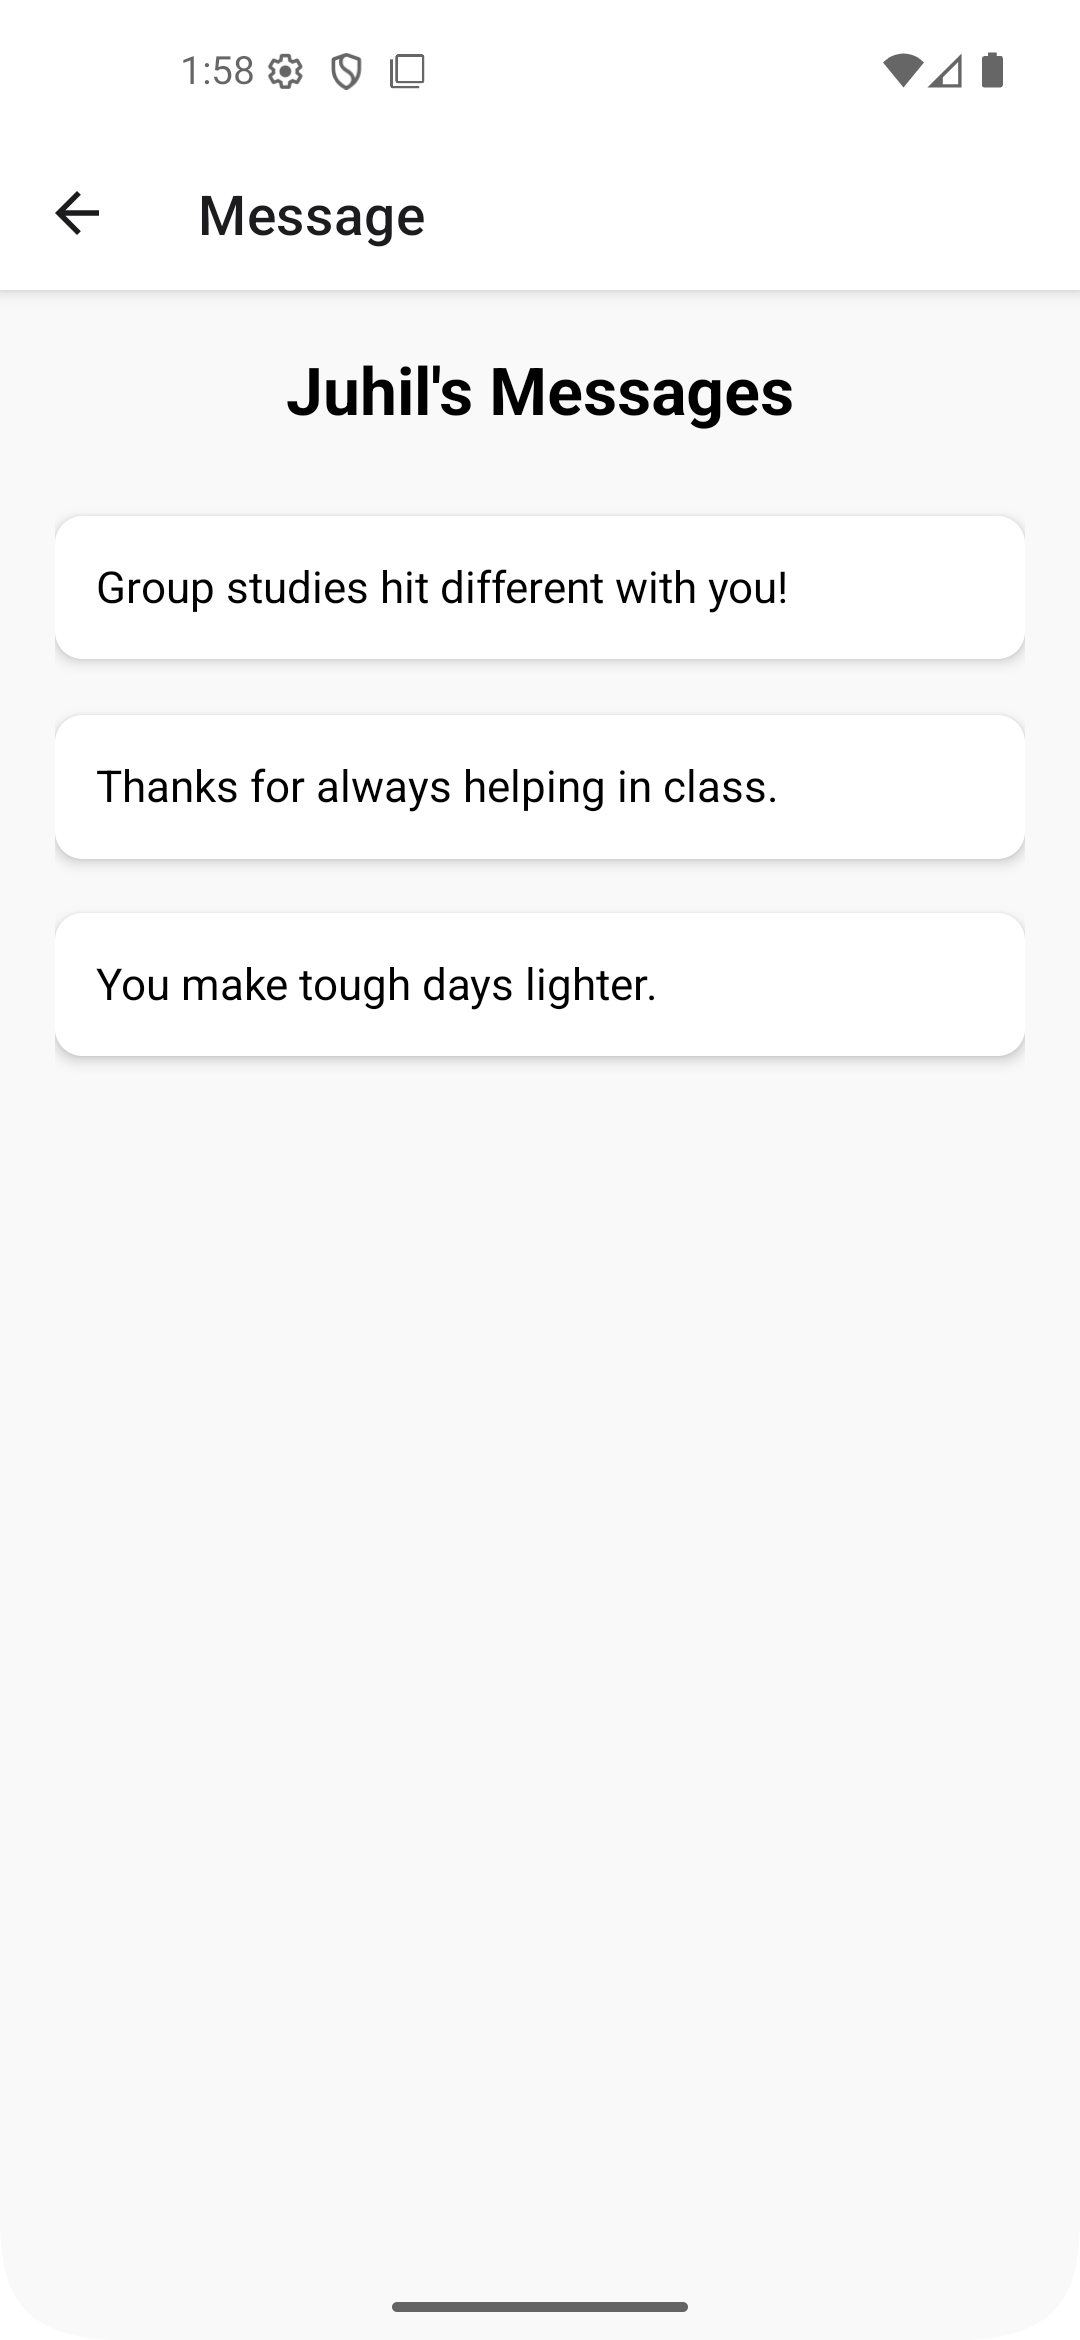 1:58
Message
Juhil's Messages
Group studies hit different with you!
Thanks for always helping in class.
You make tough days lighter.